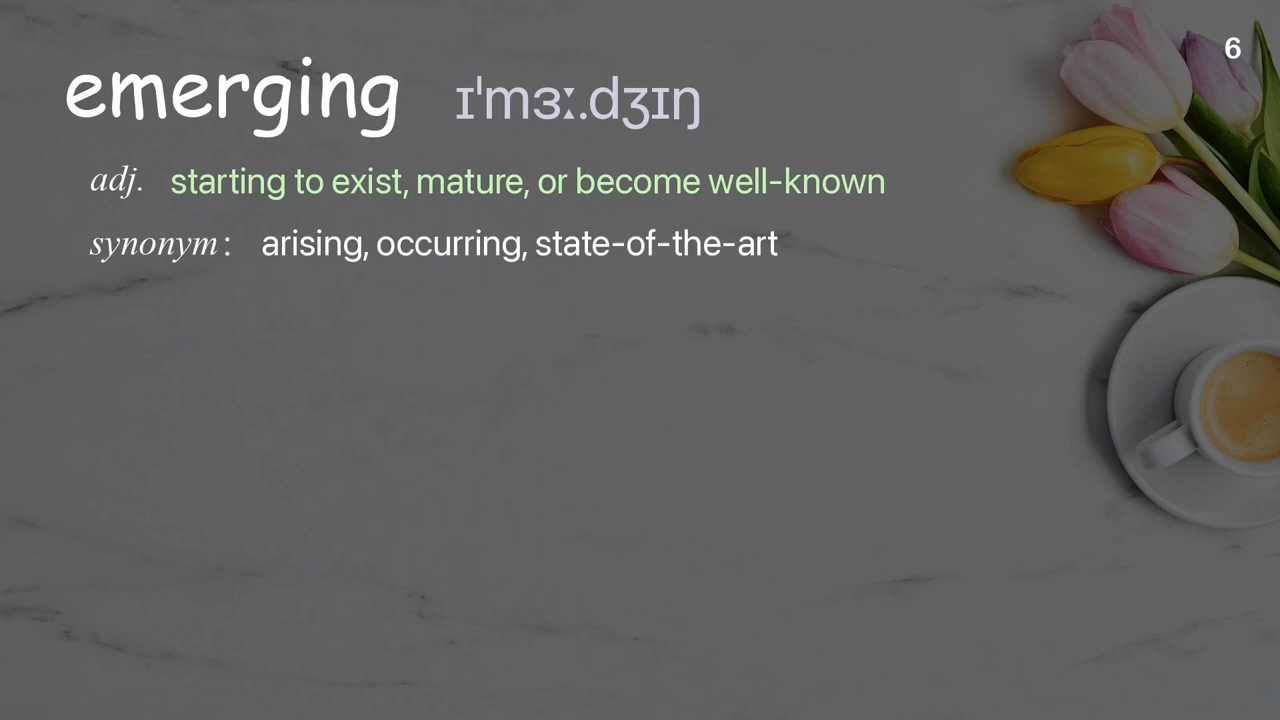 6
emerging ɪˈmɜː.dʒɪŋ
adj. starting to exist, mature, or become well-known
synonym: arising, occurring, state-of-the-art